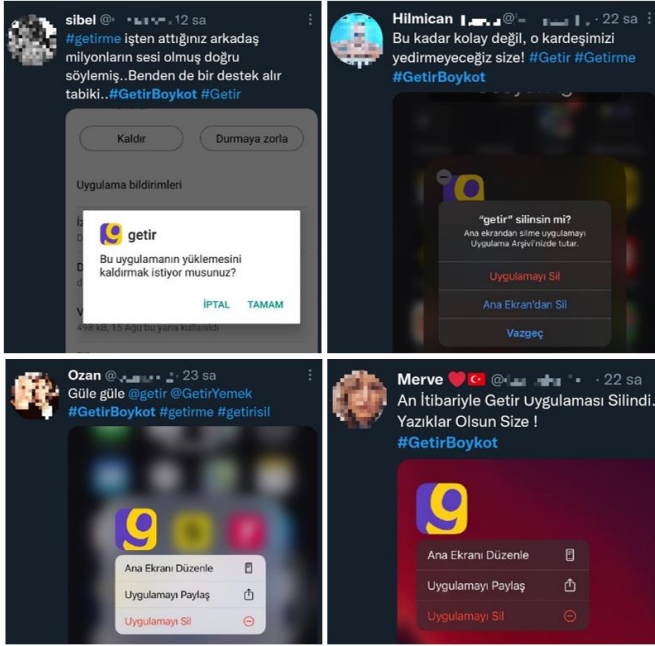 sibel @ · 12 sa
#getirme işten attığınız arkadaş
milyonların sesi olmuş doğru
söylemiş..Benden de bir destek alır
tabiki..#GetirBoykot #Getir
Kaldır
Durmaya zorla
Uygulama bildirimleri
getir
Bu uygulamanın yüklemesini
kaldırmak istiyor musunuz?
İPTAL TAMAM
498 kB, 15 Ağu bu yana kullanıldı
Hilmican @ · 22 sa
Bu kadar kolay değil, o kardeşimizi
yedirmeyeceğiz size! #Getir #Getirme
#GetirBoykot
"getir" silinsin mi?
Ana ekrandan silme uygulamayı
Uygulama Arşivi'nizde tutar.
Uygulamayı Sil
Ana Ekran'dan Sil
Vazgeç
Ozan @ · 23 sa
Güle güle @getir @GetirYemek
#GetirBoykot #getirme #getirisil
Ana Ekranı Düzenle
Uygulamayı Paylaş
Uygulamayı Sil
Merve @ · 22 sa
An İtibariyle Getir Uygulaması Silindi.
Yazıklar Olsun Size !
#GetirBoykot
Ana Ekranı Düzenle
Uygulamayı Paylaş
Uygulamayı Sil